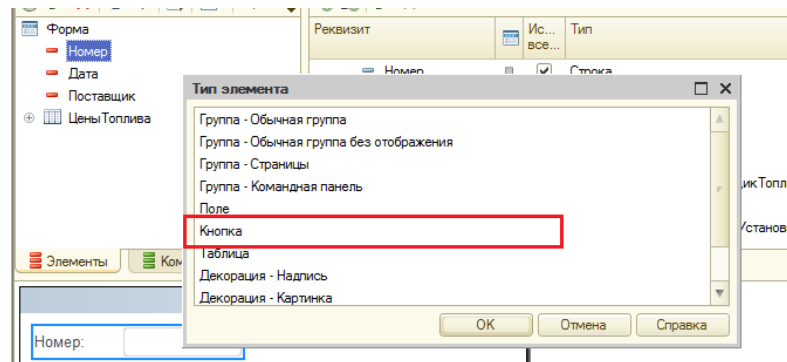 Форма
Реквизит
Ис...
все...
Тип
Номер
Номер
Строка
Дата
Тип элемента
Поставщик
ЦеныТоплива
Группа - Обычная группа
Группа - Обычная группа без отображения
Группа - Страницы
Группа - Командная панель
икТопл
Поле
Кнопка
Установ
Таблица
Элементы
Ком
Декорация - Надпись
Декорация - Картинка
OK
Отмена
Справка
Номер: